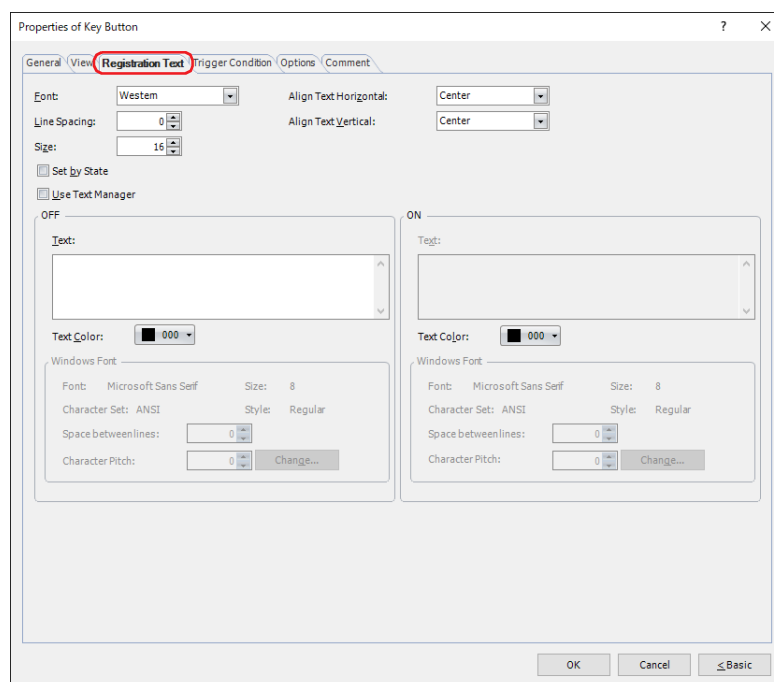 Properties of Key Button ? ×
General View Registration Text Trigger Condition Options Comment
Font: Western Align Text Horizontal: Center
Line Spacing: 0 Align Text Vertical: Center
Size: 16
Set by State
Use Text Manager
OFF ON
Text: Text:
Text Color: 000 Text Color: 000
Windows Font Windows Font
Font: Microsoft Sans Serif Size: 8 Font: Microsoft Sans Serif Size: 8
Character Set: ANSI Style: Regular Character Set: ANSI Style: Regular
Space between lines: 0 Space between lines: 0
Character Pitch: 0 Change... Character Pitch: 0 Change...
OK Cancel < Basic